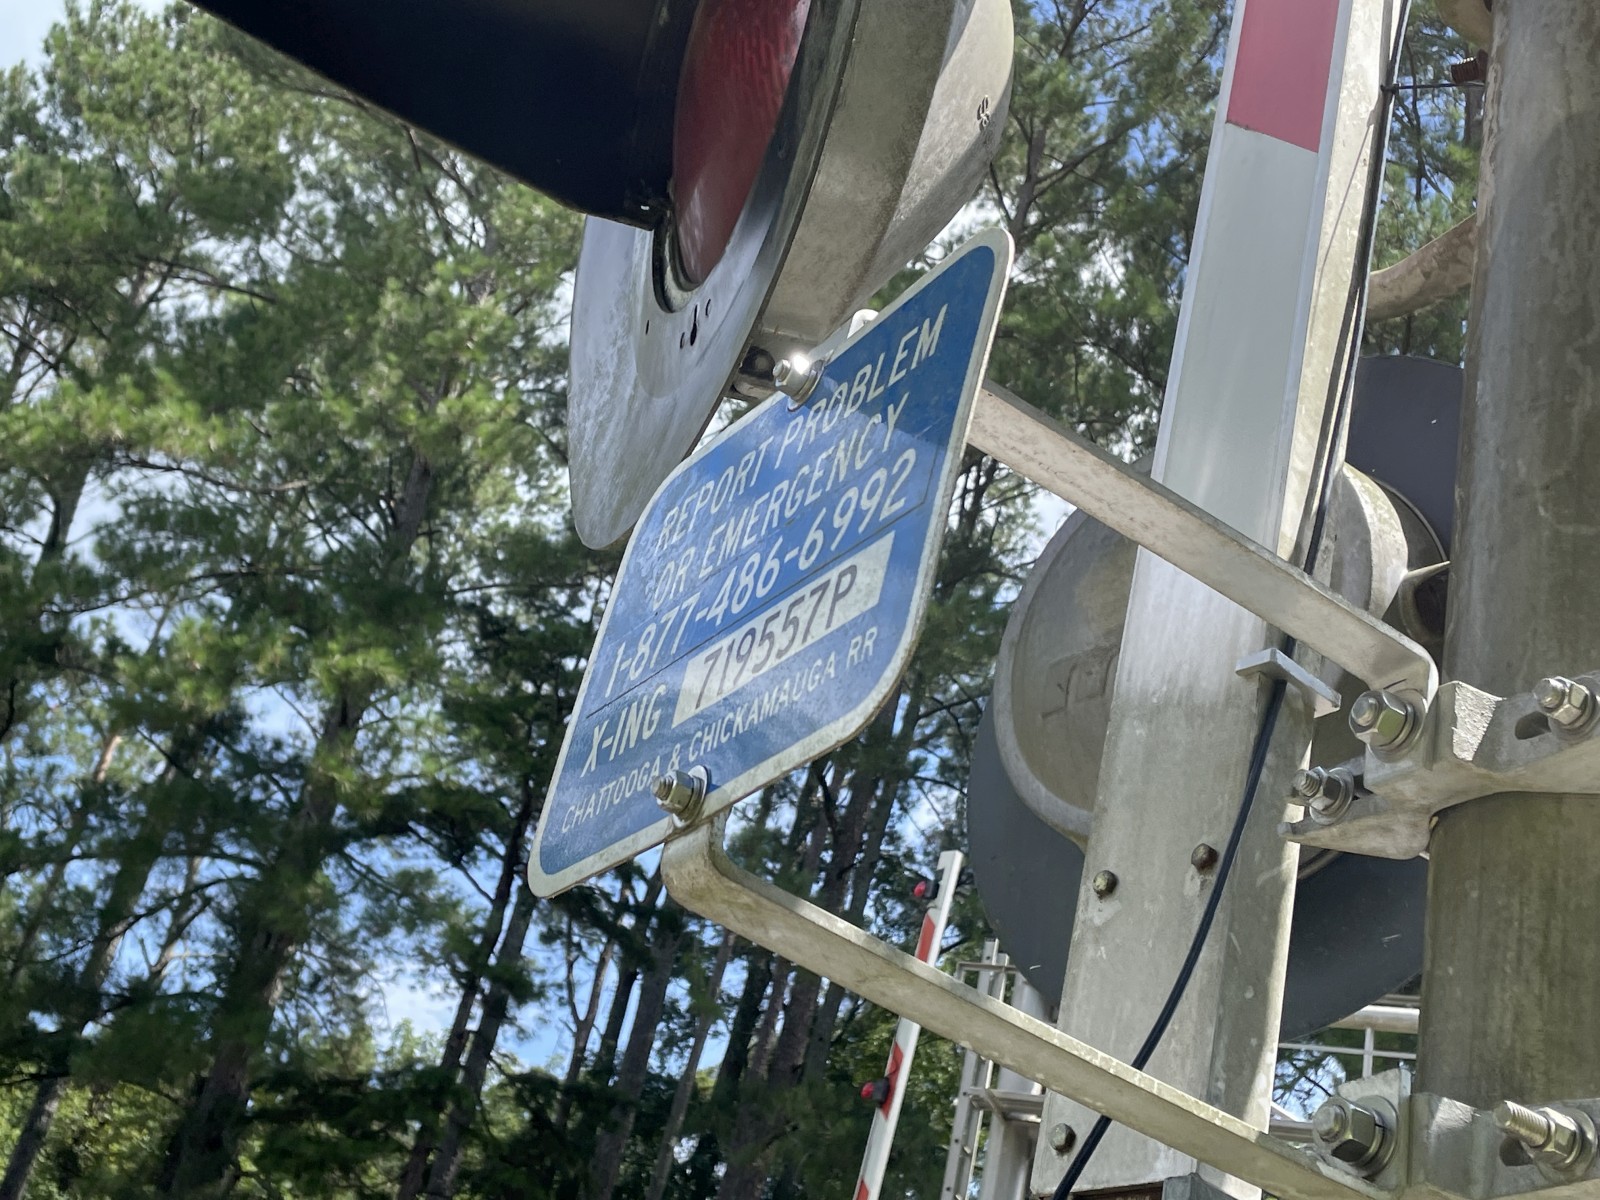 REPORT PROBLEM
OR EMERGENCY
1-877-486-6992
X-ING 719557P
CHATTOOGA & CHICKAMAUGA RR